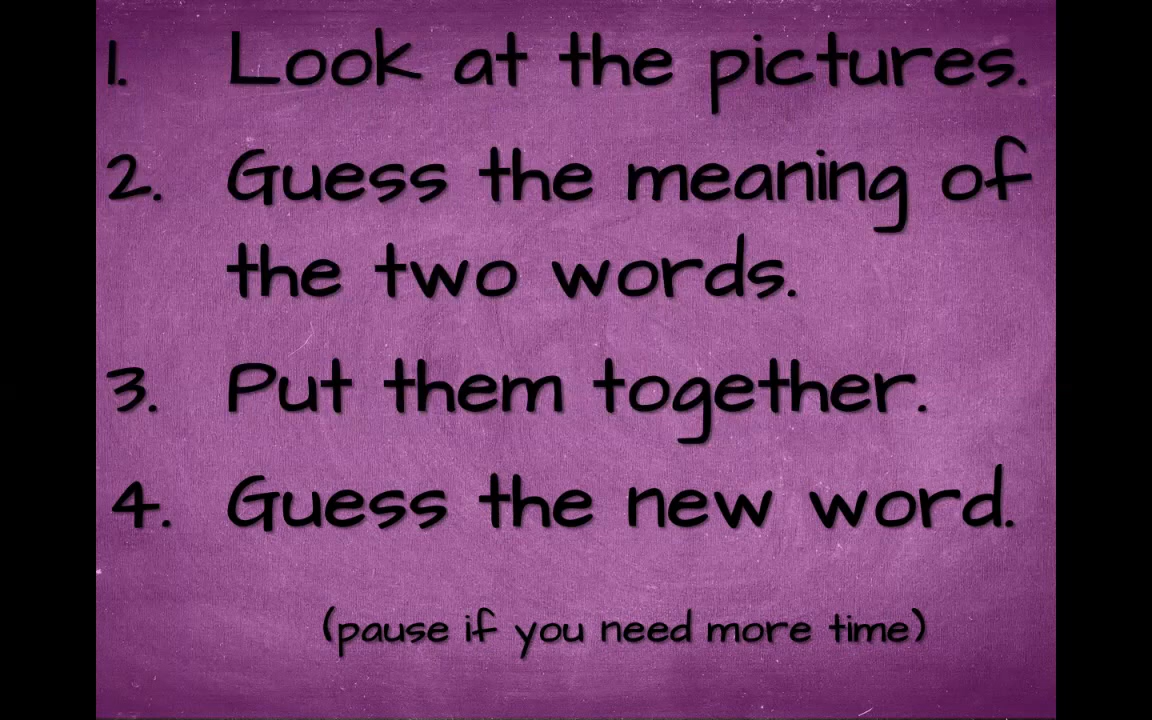 1. Look at the pictures.
2. Guess the meaning of
the two words.
3. Put them together.
4. Guess the new word.
(pause if you need more time)